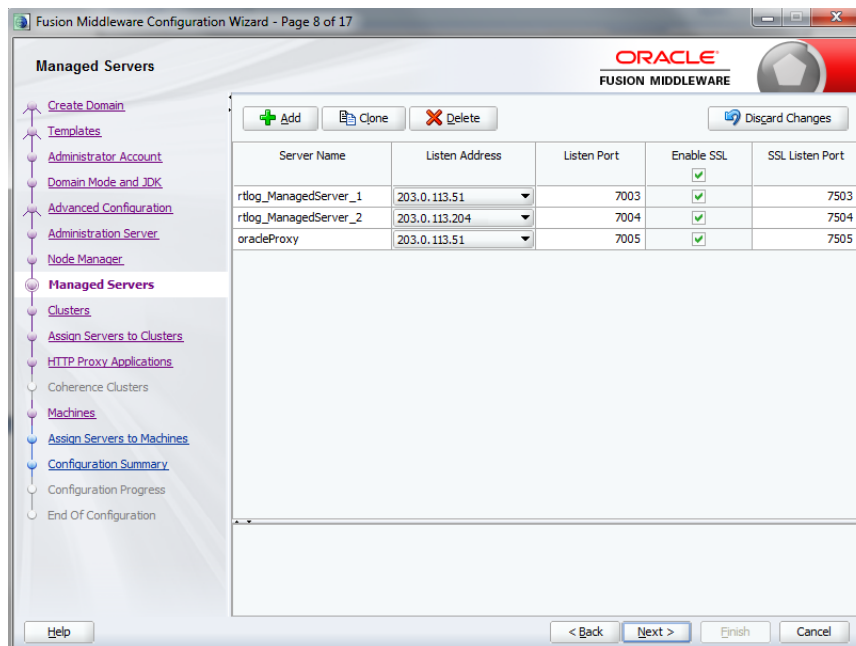 Fusion Middleware Configuration Wizard - Page 8 of 17
Managed Servers
ORACLE
FUSION MIDDLEWARE
Create Domain
Templates
Administrator Account
Domain Mode and JDK
Advanced Configuration
Administration Server
Node Manager
Managed Servers
Clusters
Assign Servers to Clusters
HTTP Proxy Applications
Coherence Clusters
Machines
Assign Servers to Machines
Configuration Summary
Configuration Progress
End Of Configuration
Add Clone Delete Discard Changes
Server Name Listen Address Listen Port Enable SSL SSL Listen Port
rtlog_ManagedServer_1 203.0.113.51 7003 7503
rtlog_ManagedServer_2 203.0.113.204 7004 7504
oracleProxy 203.0.113.51 7005 7505
Help < Back Next > Finish Cancel